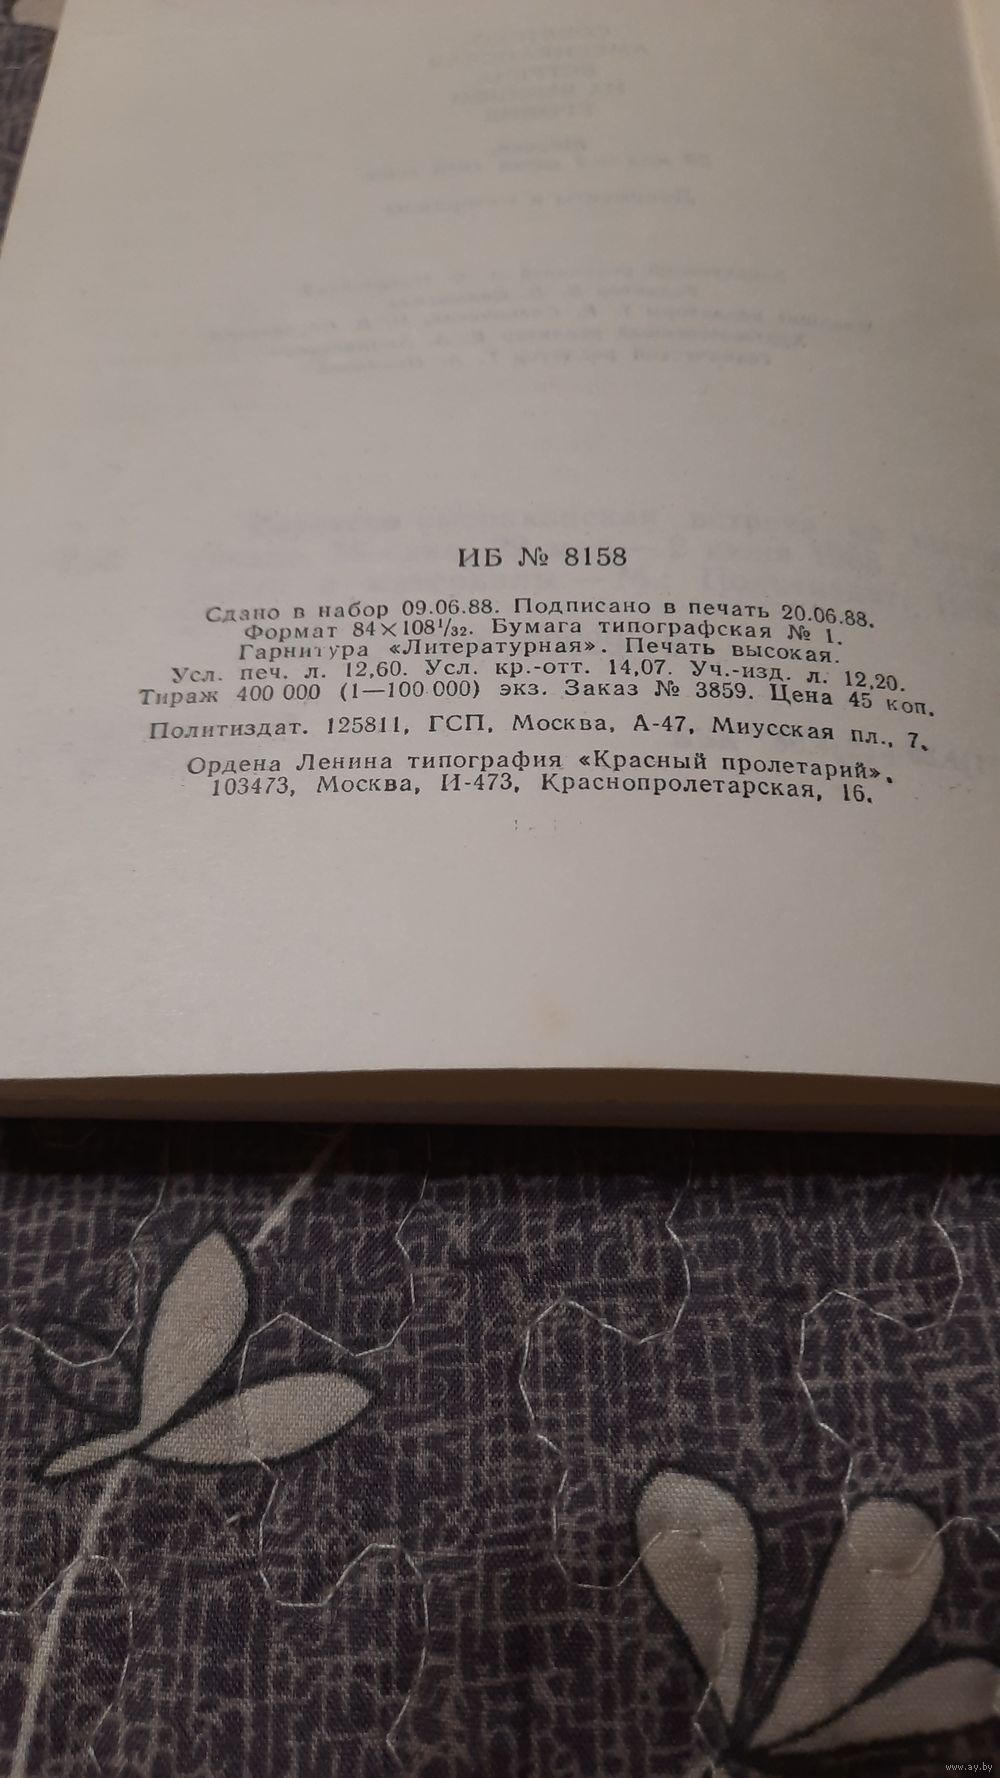 ИБ № 8158
Сдано в набор 09.06.88. Подписано в печать 20.06.88.
Формат 84×108¹/₃₂. Бумага типографская № 1.
Гарнитура «Литературная». Печать высокая.
Усл. печ. л. 12,60. Усл. кр.-отт. 14,07. Уч.-изд. л. 12,20.
Тираж 400 000 (1—100 000) экз. Заказ № 3859. Цена 45 коп.
Политиздат. 125811, ГСП, Москва, А-47, Миусская пл., 7.
Ордена Ленина типография «Красный пролетарий».
103473, Москва, И-473, Краснопролетарская, 16.
www.ay.by